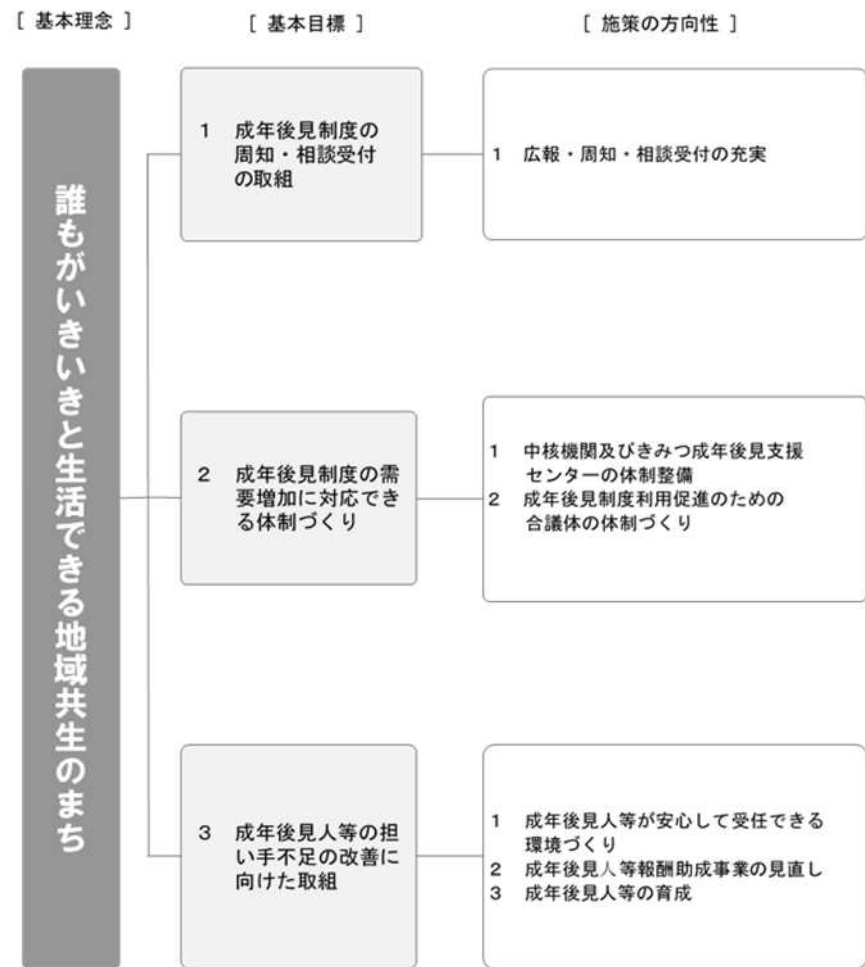 [ 基本理念 ]
[ 基本目標 ]
[ 施策の方向性 ]
誰もがいきいきと生活できる地域共生のまち
1 成年後見制度の
周知・相談受付
の取組
1 広報・周知・相談受付の充実
2 成年後見制度の需
要増加に対応でき
る体制づくり
1 中核機関及びきみつ成年後見支援
センターの体制整備
2 成年後見制度利用促進のための
合議体の体制づくり
3 成年後見人等の担
い手不足の改善に
向けた取組
1 成年後見人等が安心して受任できる
環境づくり
2 成年後見人等報酬助成事業の見直し
3 成年後見人等の育成